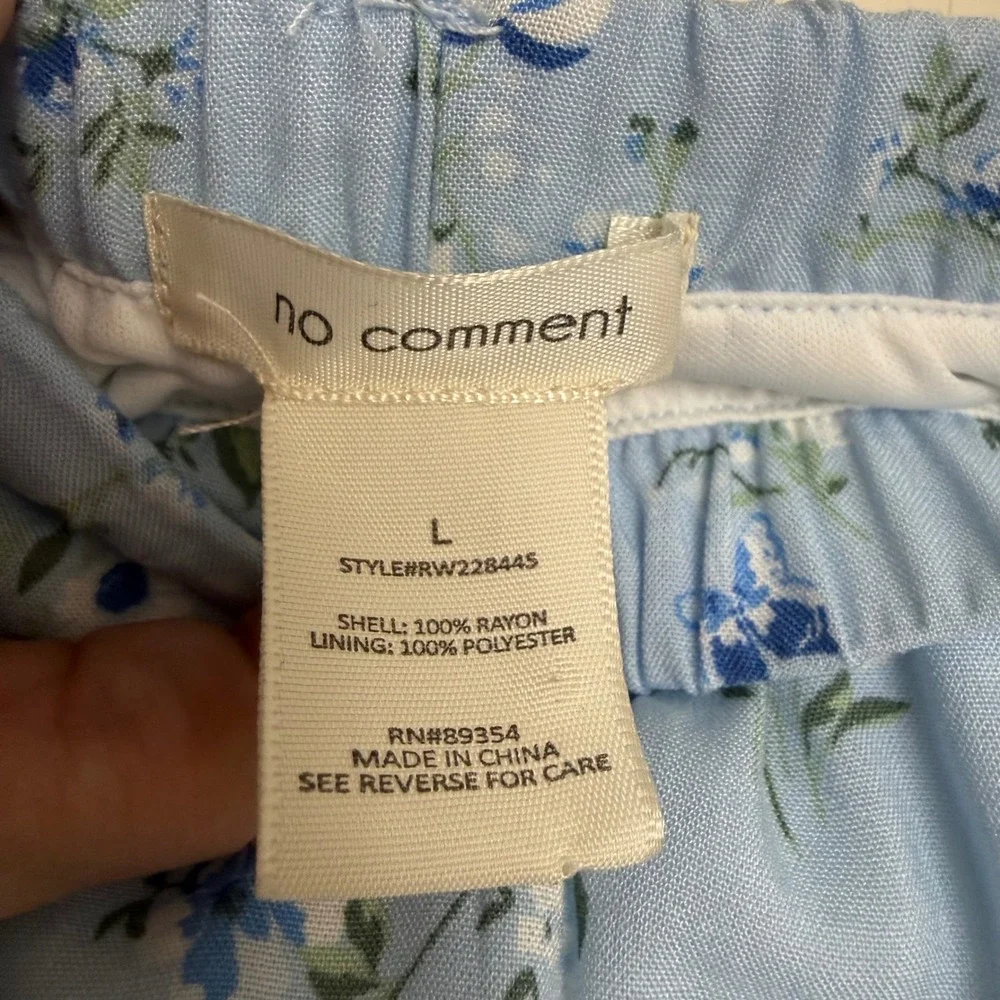 no comment
L
STYLE#RW22844S
SHELL: 100% RAYON
LINING: 100% POLYESTER
RN#89354
MADE IN CHINA
SEE REVERSE FOR CARE